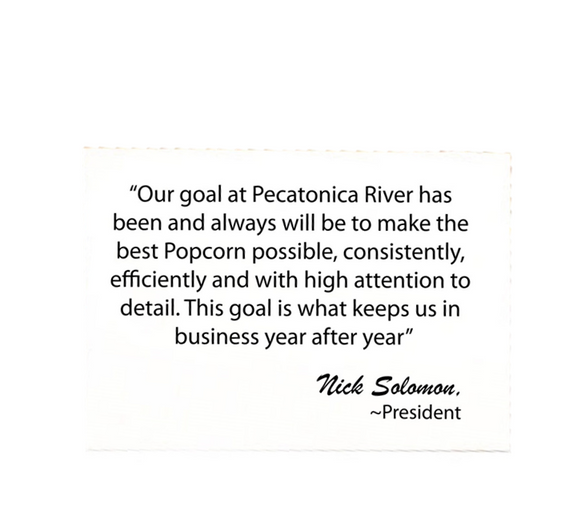 “Our goal at Pecatonica River has
been and always will be to make the
best Popcorn possible, consistently,
efficiently and with high attention to
detail. This goal is what keeps us in
business year after year”
Nick Solomon,
~President